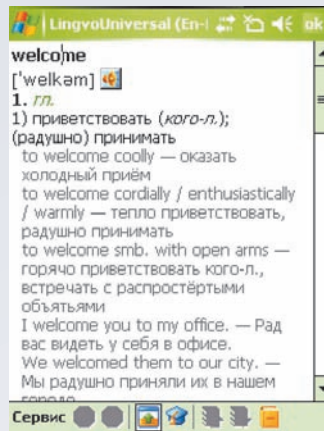 LingvoUniversal (En-
ok
welcome
['welkəm]
1. гл.
1) приветствовать (кого-л.);
(радушно) принимать
to welcome coolly — оказать
холодный приём
to welcome cordially / enthusiastically
/ warmly — тепло приветствовать,
радушно принимать
to welcome smb. with open arms —
горячо приветствовать кого-л.,
встречать с распростёртыми
объятьями
I welcome you to my office. — Рад
вас видеть у себя в офисе.
We welcomed them to our city. —
Мы радушно приняли их в нашем
городе
Сервис